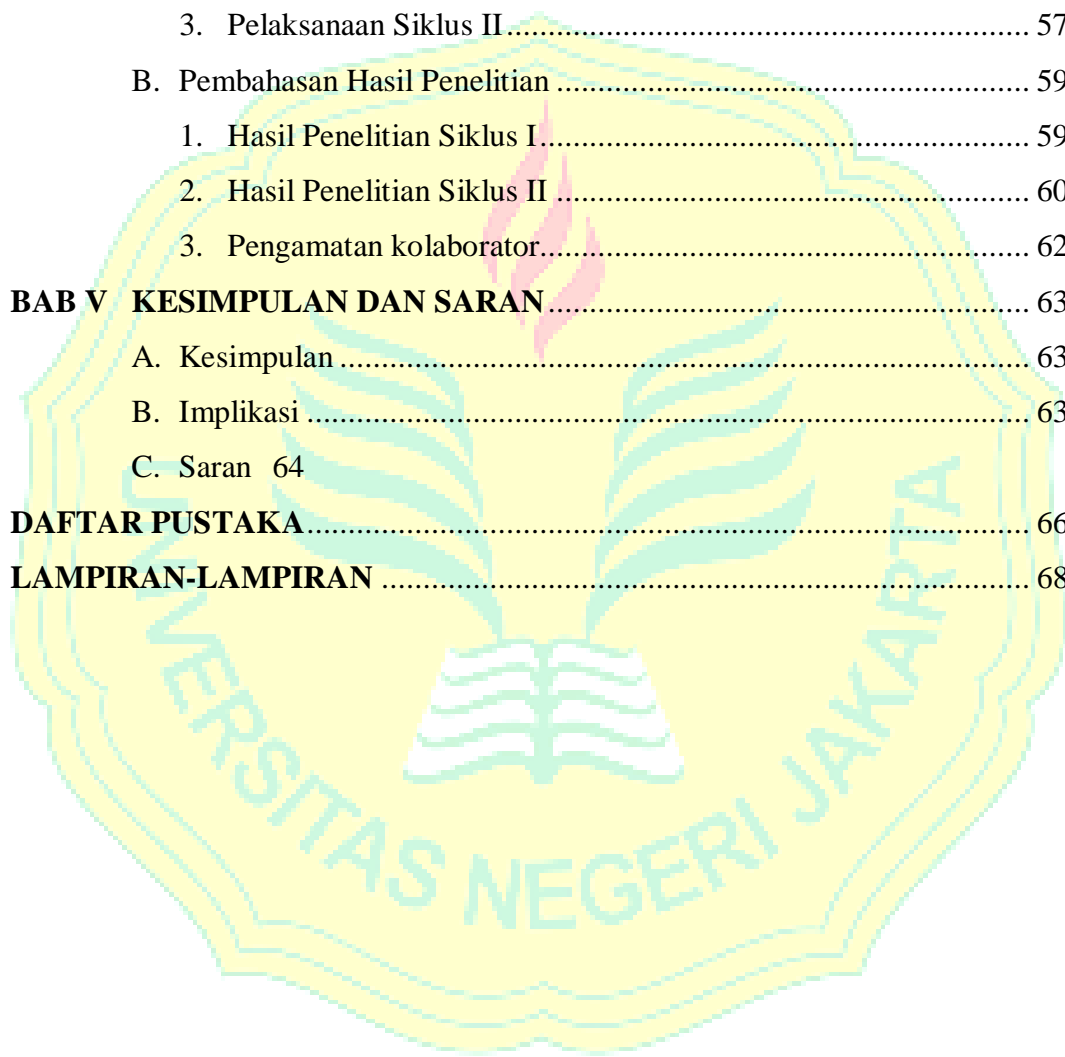 3. Pelaksanaan Siklus II ........................................................................ 57
B. Pembahasan Hasil Penelitian ................................................................. 59
1. Hasil Penelitian Siklus I .................................................................... 59
2. Hasil Penelitian Siklus II ................................................................. 60
3. Pengamatan kolaborator.................................................................... 62
BAB V KESIMPULAN DAN SARAN .................................................................. 63
A. Kesimpulan .............................................................................................. 63
B. Implikasi ................................................................................................... 63
C. Saran 64
DAFTAR PUSTAKA .................................................................................................... 66
LAMPIRAN-LAMPIRAN ......................................................................................... 68
UNIVERSITAS NEGERI JAKARTA